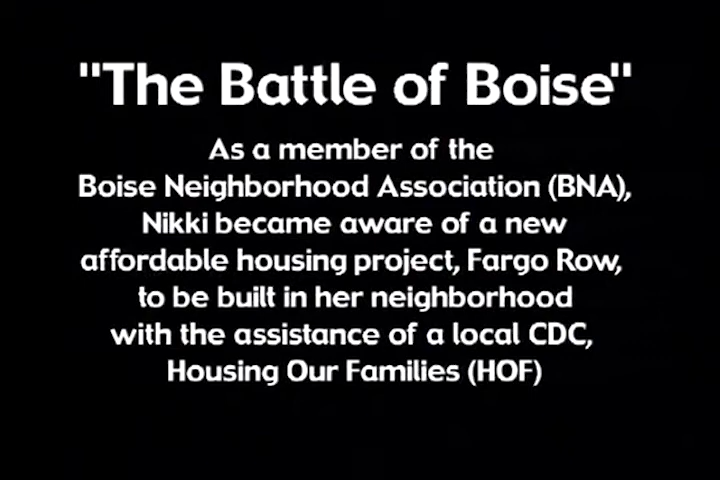 "The Battle of Boise"
As a member of the
Boise Neighborhood Association (BNA),
Nikki became aware of a new
affordable housing project, Fargo Row,
to be built in her neighborhood
with the assistance of a local CDC,
Housing Our Families (HOF)